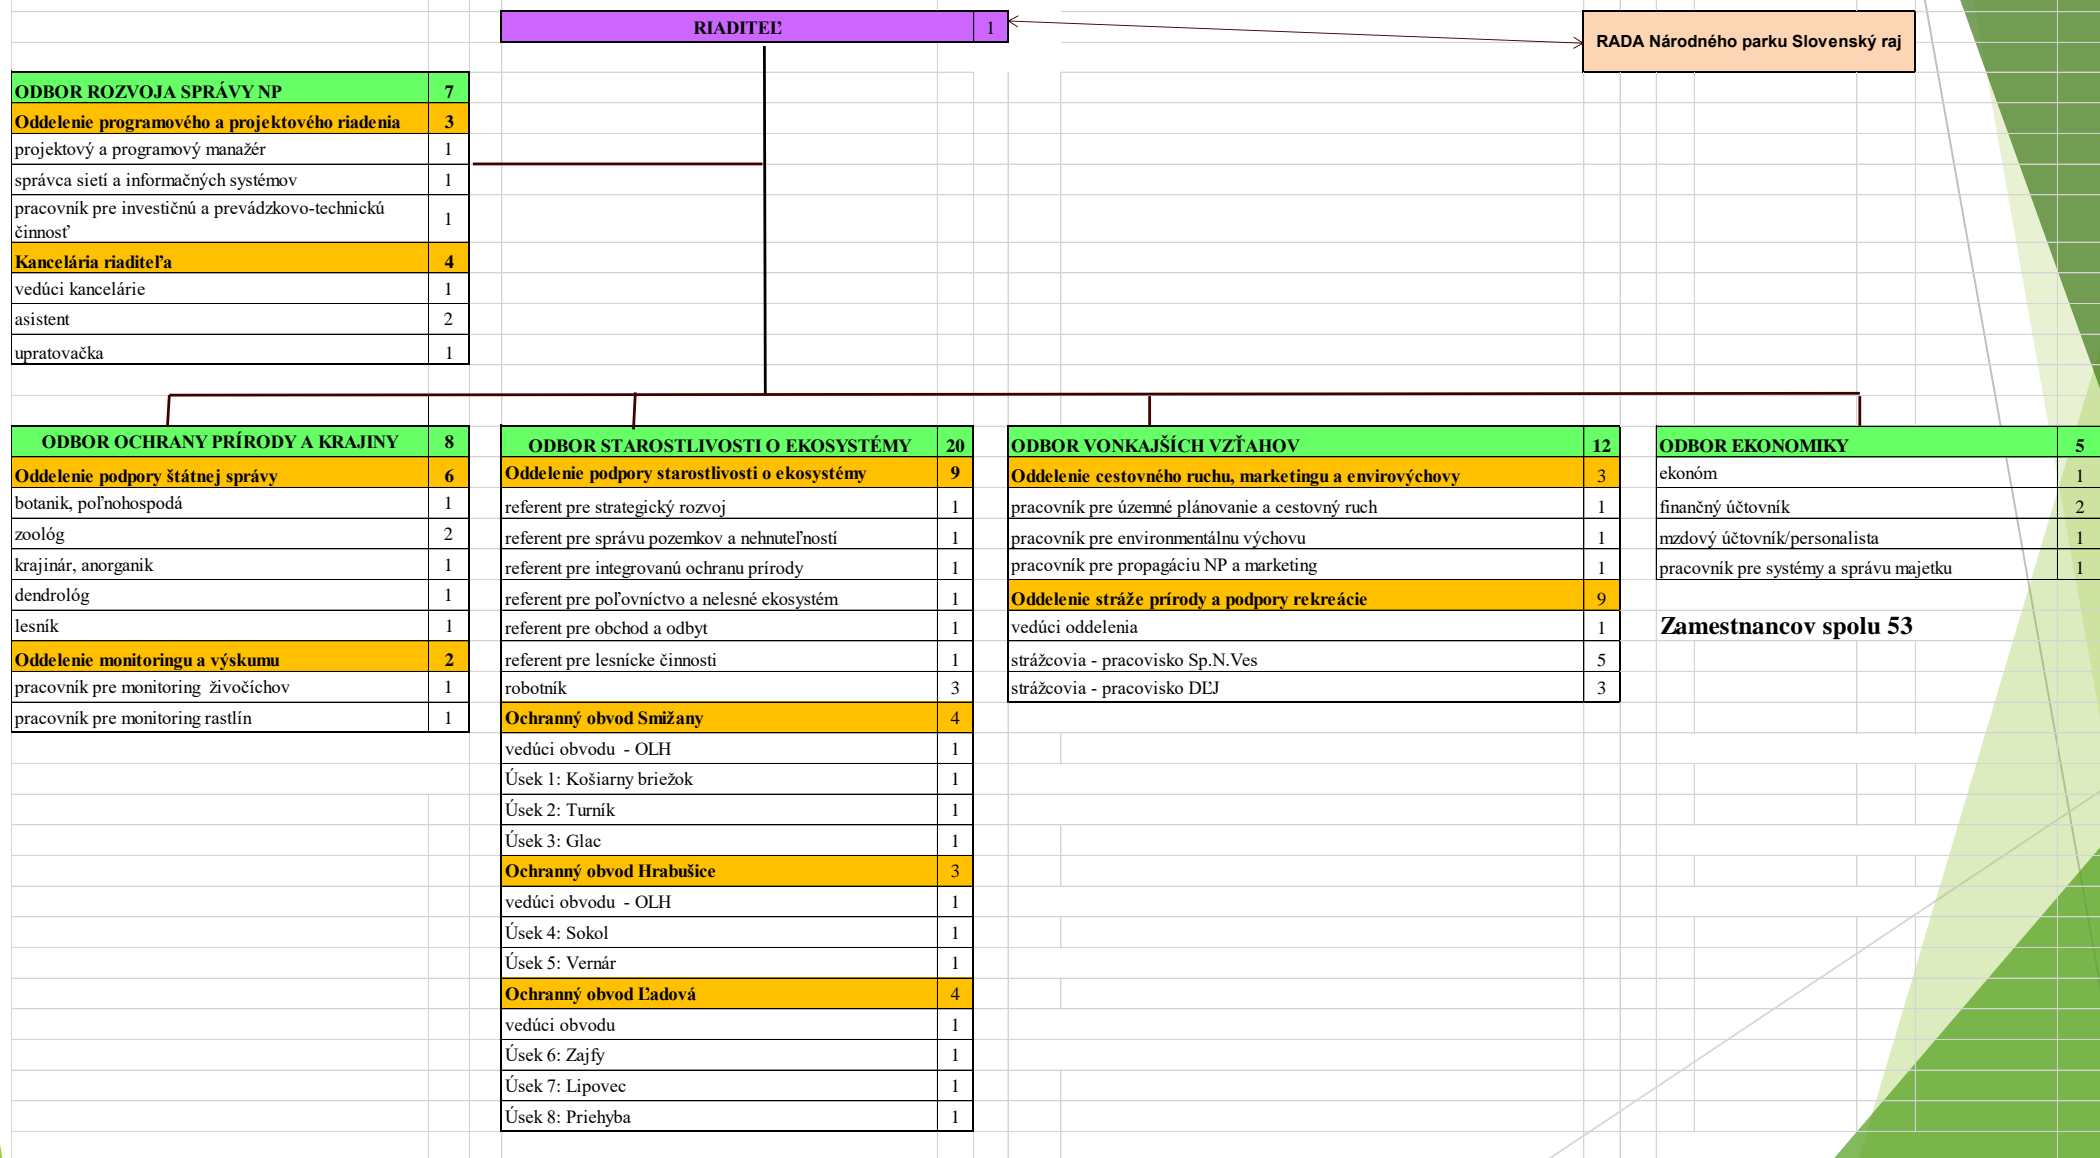 RIADITEĽ 1
RADA Národného parku Slovenský raj
ODBOR ROZVOJA SPRÁVY NP 7
Oddelenie programového a projektového riadenia 3
projektový a programový manažér 1
správca sietí a informačných systémov 1
pracovník pre investičnú a prevádzkovo-technickú
činnosť 1
Kancelária riaditeľa 4
vedúci kancelárie 1
asistent 2
upratovačka 1
ODBOR OCHRANY PRÍRODY A KRAJINY 8
Oddelenie podpory štátnej správy 6
botanik, poľnohospodá 1
zoológ 2
krajinár, anorganik 1
dendrológ 1
lesník 1
Oddelenie monitoringu a výskumu 2
pracovník pre monitoring živočíchov 1
pracovník pre monitoring rastlín 1
ODBOR STAROSTLIVOSTI O EKOSYSTÉMY 20
Oddelenie podpory starostlivosti o ekosystémy 9
referent pre strategický rozvoj 1
referent pre správu pozemkov a nehnuteľností 1
referent pre integrovanú ochranu prírody 1
referent pre poľovníctvo a nelesné ekosystém 1
referent pre obchod a odbyt 1
referent pre lesnícke činnosti 1
robotník 3
Ochranný obvod Smižany 4
vedúci obvodu - OLH 1
Úsek 1: Košiarny briežok 1
Úsek 2: Turník 1
Úsek 3: Glac 1
Ochranný obvod Hrabušice 3
vedúci obvodu - OLH 1
Úsek 4: Sokol 1
Úsek 5: Vernár 1
Ochranný obvod Ľadová 4
vedúci obvodu 1
Úsek 6: Zajfy 1
Úsek 7: Lipovec 1
Úsek 8: Priehyba 1
ODBOR VONKAJŠÍCH VZŤAHOV 12
Oddelenie cestovného ruchu, marketingu a envirovýchovy 3
pracovník pre územné plánovanie a cestovný ruch 1
pracovník pre environmentálnu výchovu 1
pracovník pre propagáciu NP a marketing 1
Oddelenie stráže prírody a podpory rekreácie 9
vedúci oddelenia 1
strážcovia - pracovisko Sp.N.Ves 5
strážcovia - pracovisko DĽJ 3
ODBOR EKONOMIKY 5
ekonóm 1
finančný účtovník 2
mzdový účtovník/personalista 1
pracovník pre systémy a správu majetku 1
Zamestnancov spolu 53